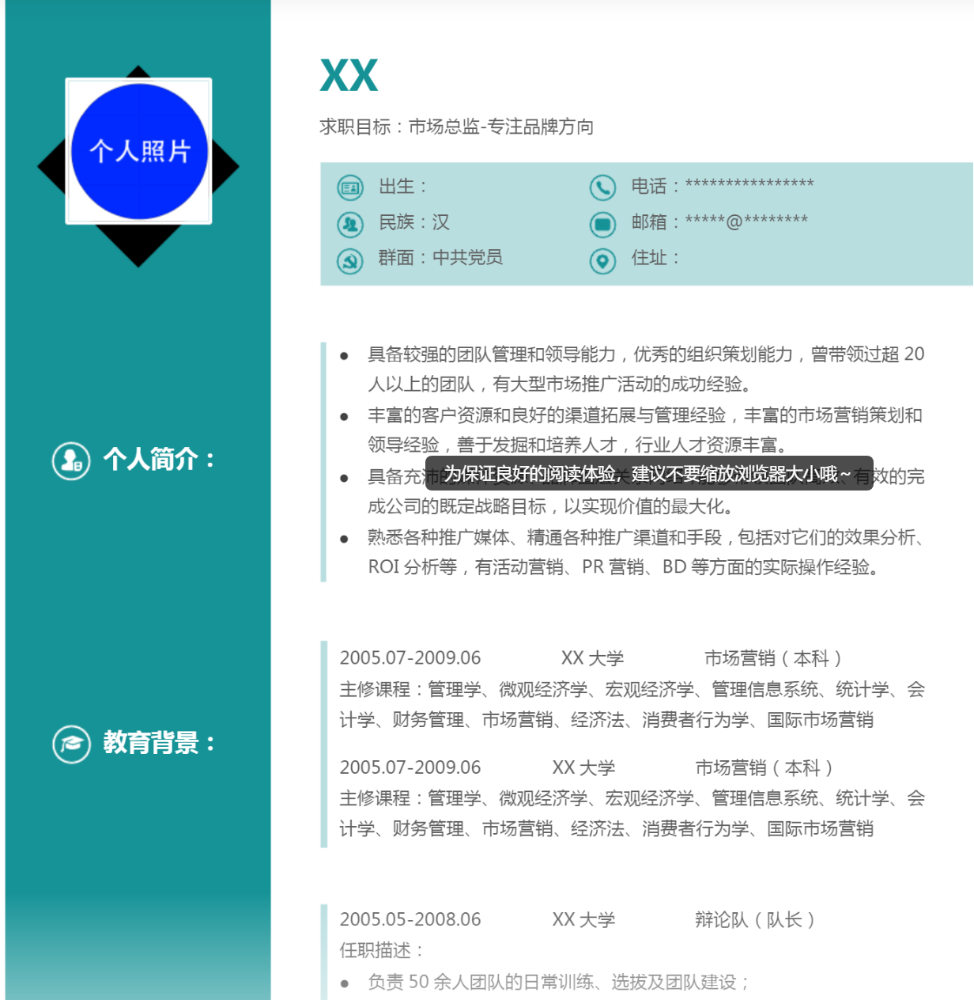 个人照片
XX
求职目标：市场总监-专注品牌方向
出生：
电话：****************
民族：汉
邮箱：*****@********
群面：中共党员
住址：
● 具备较强的团队管理和领导能力，优秀的组织策划能力，曾带领过超 20
人以上的团队，有大型市场推广活动的成功经验。
● 丰富的客户资源和良好的渠道拓展与管理经验，丰富的市场营销策划和
领导经验，善于发掘和培养人才，行业人才资源丰富。
个人简介：
● 具备充沛 有效的完
为保证良好的阅读体验，建议不要缩放浏览器大小哦~
成公司的既定战略目标，以实现价值的最大化。
● 熟悉各种推广媒体、精通各种推广渠道和手段，包括对它们的效果分析、
ROI 分析等，有活动营销、PR 营销、BD 等方面的实际操作经验。
2005.07-2009.06 XX 大学 市场营销（本科）
主修课程：管理学、微观经济学、宏观经济学、管理信息系统、统计学、会
计学、财务管理、市场营销、经济法、消费者行为学、国际市场营销
教育背景：
2005.07-2009.06 XX 大学 市场营销（本科）
主修课程：管理学、微观经济学、宏观经济学、管理信息系统、统计学、会
计学、财务管理、市场营销、经济法、消费者行为学、国际市场营销
2005.05-2008.06 XX 大学 辩论队（队长）
任职描述：
● 负责 50 余人团队的日常训练、选拔及团队建设；